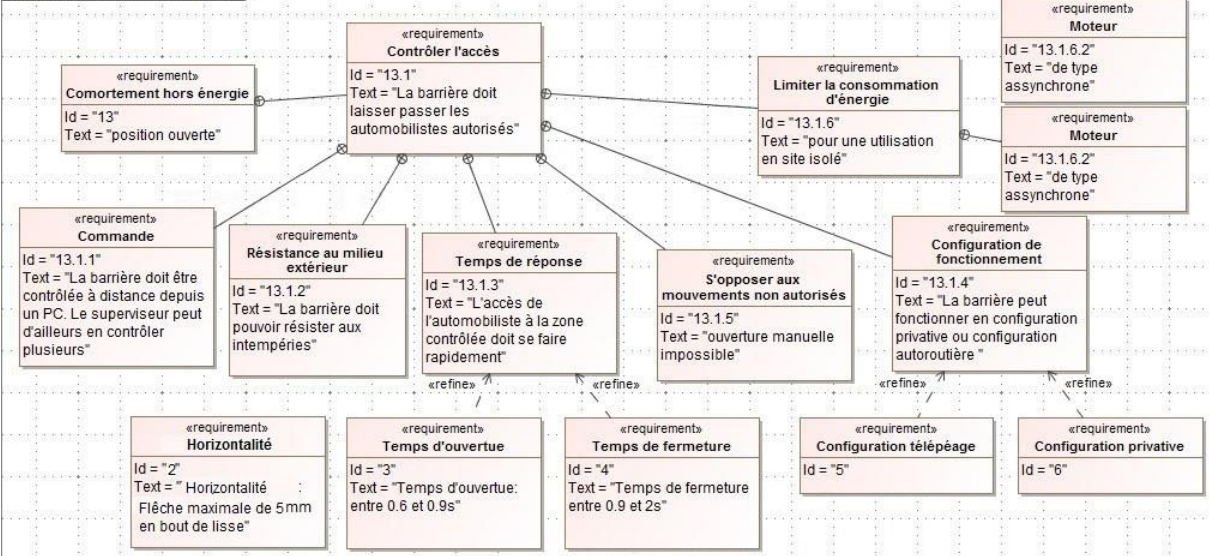 «requirement»
Contrôler l'accès
Id = "13.1"
Text = "La barrière doit
laisser passer les
automobilistes autorisés"
«requirement»
Comortement hors énergie
Id = "13"
Text = "position ouverte"
«requirement»
Limiter la consommation
d'énergie
Id = "13.1.6"
Text = "pour une utilisation
en site isolé"
«requirement»
Moteur
Id = "13.1.6.2"
Text = "de type
assynchrone"
«requirement»
Moteur
Id = "13.1.6.2"
Text = "de type
assynchrone"
«requirement»
Commande
Id = "13.1.1"
Text = "La barrière doit être
contrôlée à distance depuis
un PC. Le superviseur peut
d'ailleurs en contrôler
plusieurs"
«requirement»
Résistance au milieu
extérieur
Id = "13.1.2"
Text = "La barrière doit
pouvoir résister aux
intempéries"
«requirement»
Temps de réponse
Id = "13.1.3"
Text = "L'accès de
l'automobiliste à la zone
contrôlée doit se faire
rapidement"
«requirement»
S'opposer aux
mouvements non autorisés
Id = "13.1.5"
Text = "ouverture manuelle
impossible"
«requirement»
Configuration de
fonctionnement
Id = "13.1.4"
Text = "La barrière peut
fonctionner en configuration
privative ou configuration
autoroutière "
«refine»
«refine»
«refine»
«refine»
«requirement»
Horizontalité
Id = "2"
Text = " Horizontalité :
Flêche maximale de 5mm
en bout de lisse"
«requirement»
Temps d'ouvertue
Id = "3"
Text = "Temps d'ouvertue:
entre 0.6 et 0.9s"
«requirement»
Temps de fermeture
Id = "4"
Text = "Temps de fermeture
entre 0.9 et 2s"
«requirement»
Configuration télépéage
Id = "5"
«requirement»
Configuration privative
Id = "6"